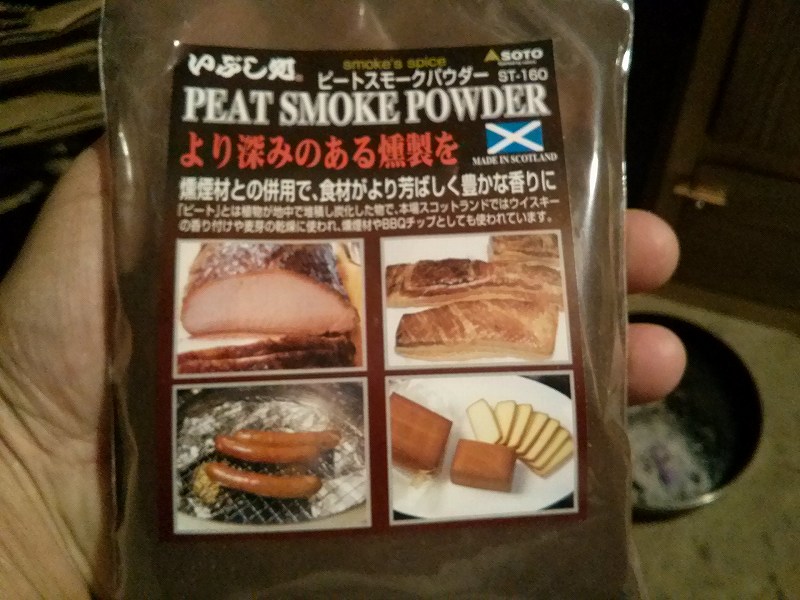 いぶし処
smoke's spice
SOTO
ピートスモークパウダー ST-160
PEAT SMOKE POWDER
より深みのある燻製を
MADE IN SCOTLAND
燻煙材との併用で、食材がより芳ばしく豊かな香りに
「ピート」とは植物が地中で堆積し炭化した物で、本場スコットランドではウイスキー
の香り付けや麦芽の乾燥に使われ、燻煙材やBBQチップとしても使われています。